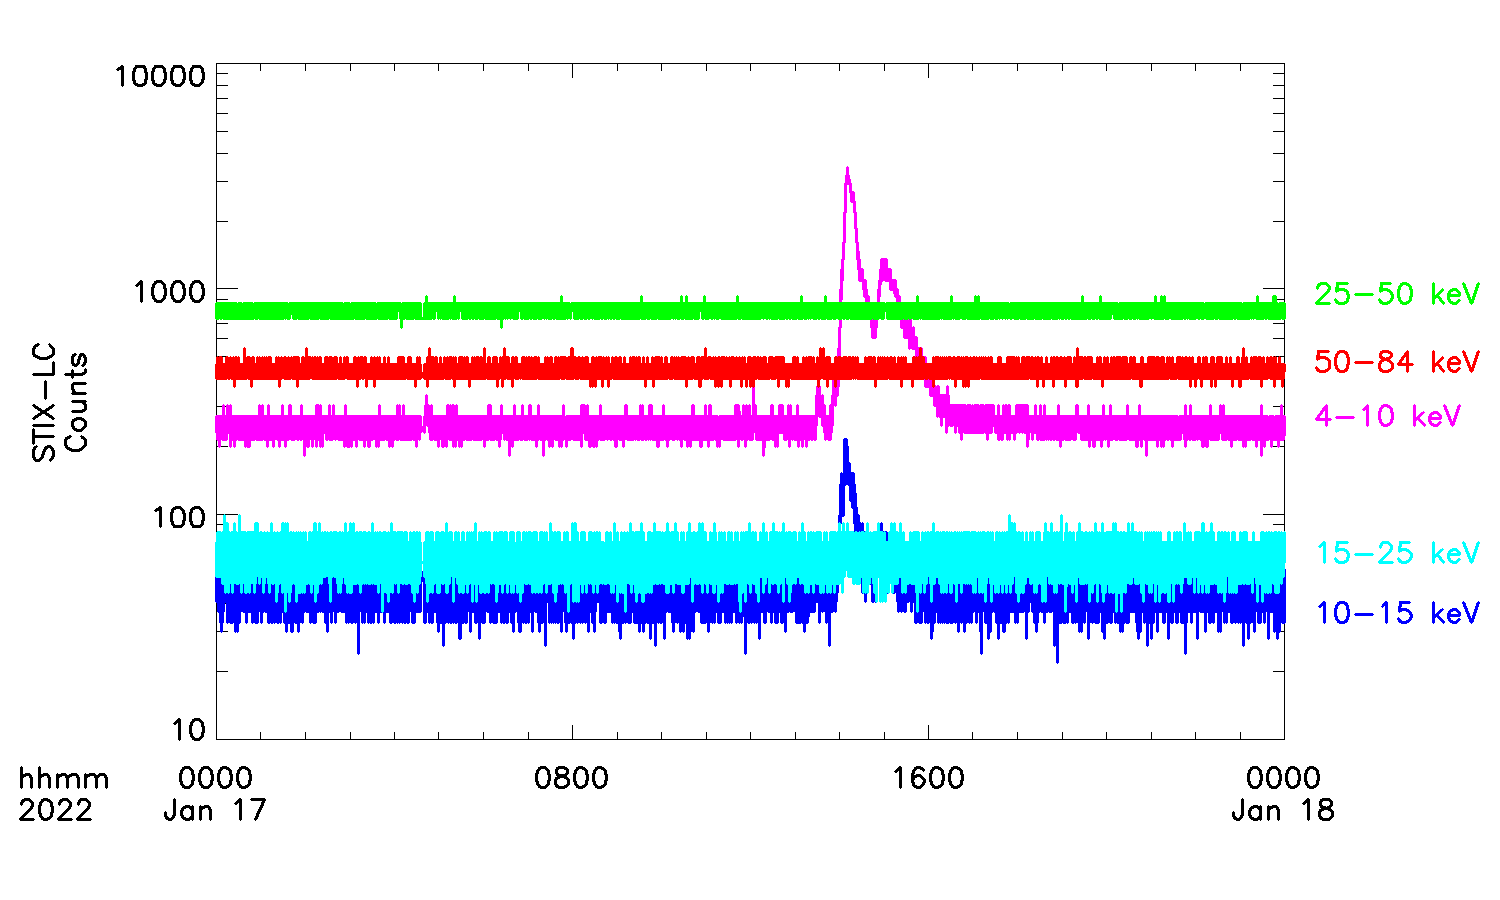 10000
1000
100
10
STIX-LC
Counts
25-50 keV
50-84 keV
4-10 keV
15-25 keV
10-15 keV
hhmm 0000 0800 1600 0000
2022 Jan 17 Jan 18